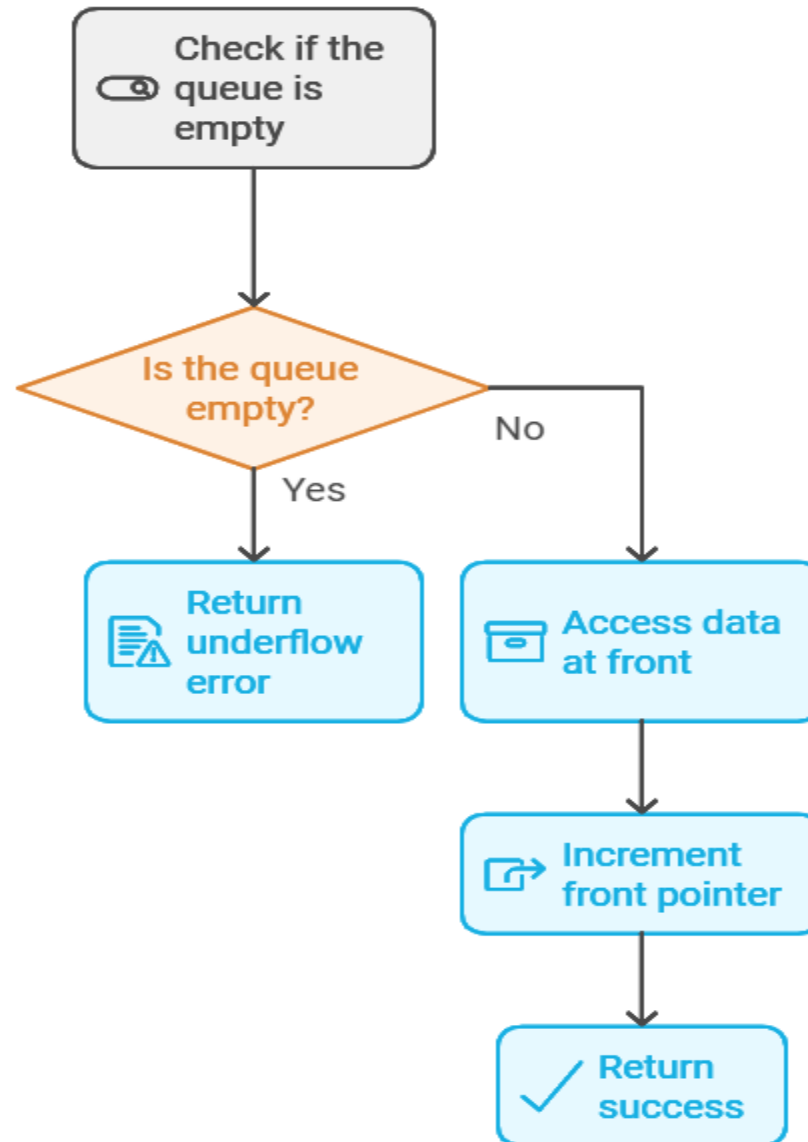 Check if the
queue is
empty
Is the queue
empty?
No
Yes
Return
underflow
error
Access data
at front
Increment
front pointer
Return
success